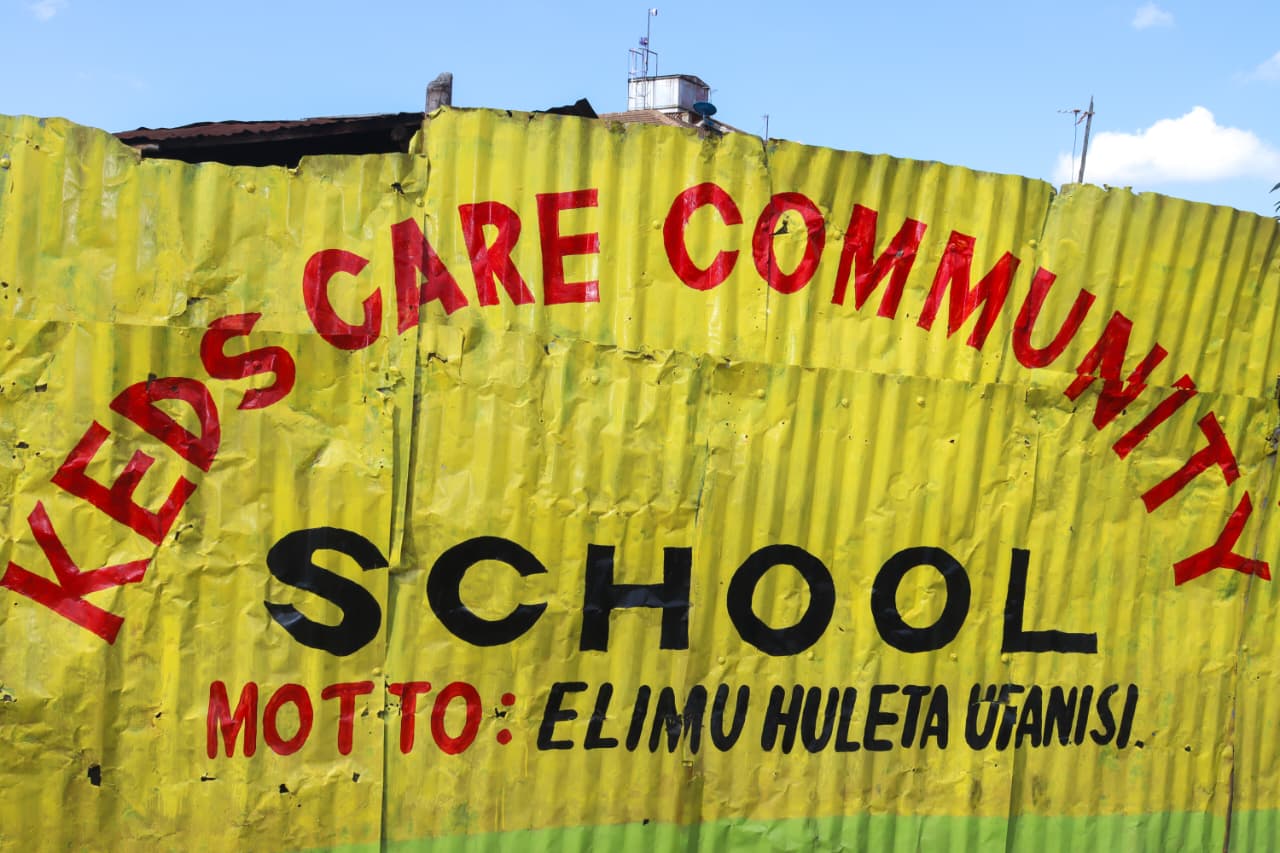 KEDS CARE COMMUNITY
SCHOOL
MOTTO: ELIMU HULETA UFANISI.